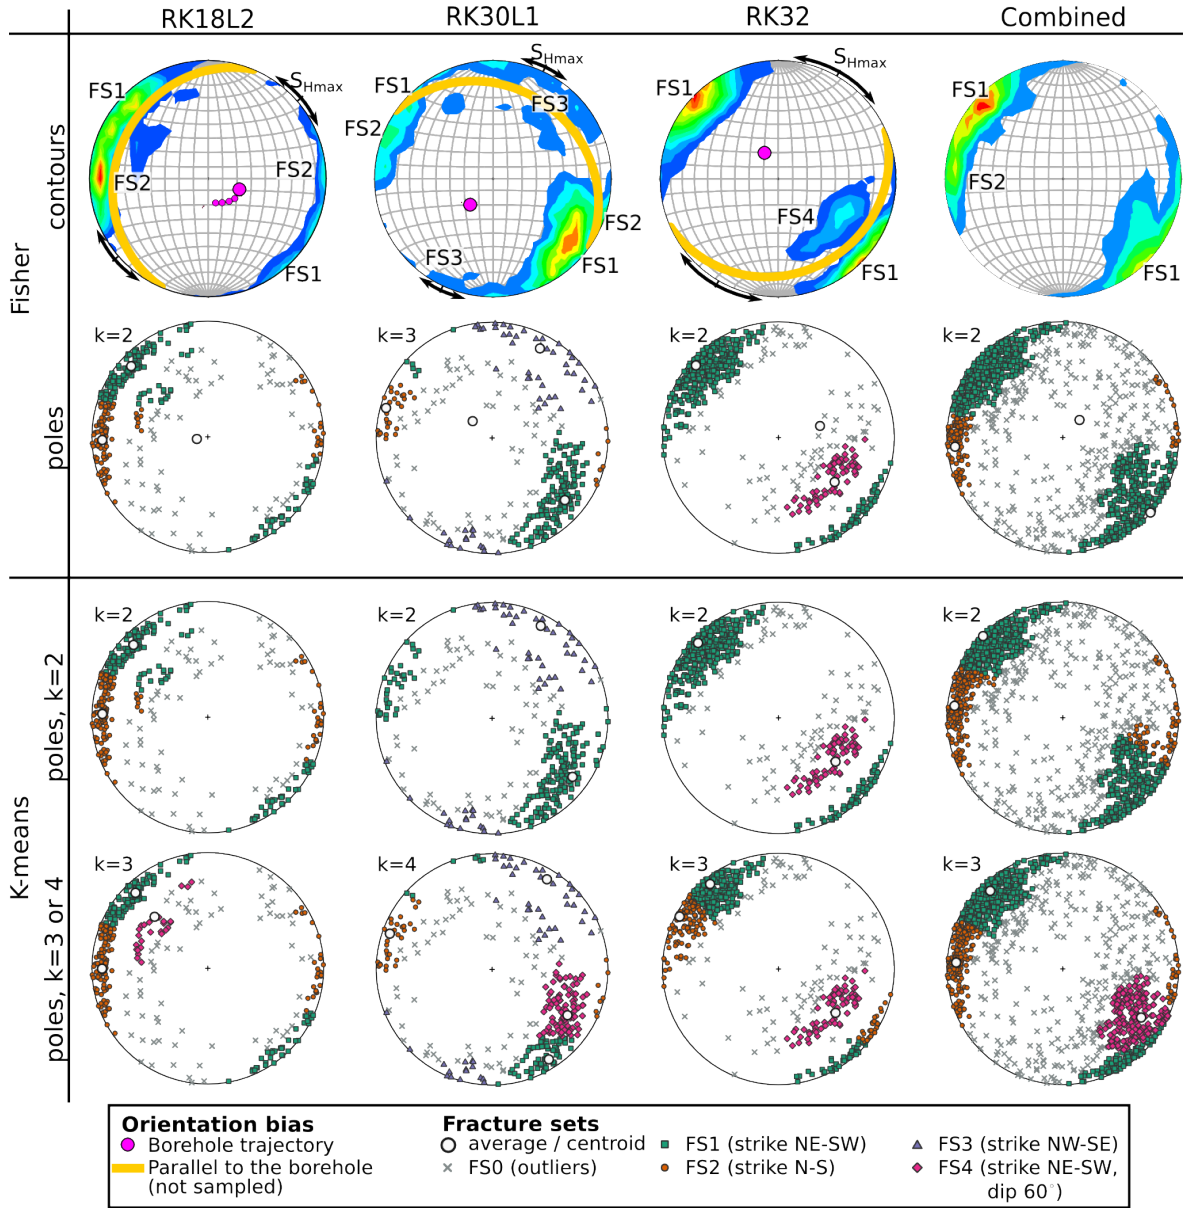 RK18L2
RK30L1
RK32
Combined
Fisher
contours
FS1
S_Hmax
FS2
FS2
FS1
S_Hmax
FS1
FS3
FS2
FS2
FS3
FS1
S_Hmax
FS1
FS4
FS1
FS1
FS2
FS1
poles
k=2
k=3
k=2
k=2
K-means
poles, k=2
k=2
k=2
k=2
k=2
poles, k=3 or 4
k=3
k=4
k=3
k=3
Orientation bias
Borehole trajectory
Parallel to the borehole
(not sampled)
Fracture sets
average / centroid
FS0 (outliers)
FS1 (strike NE-SW)
FS2 (strike N-S)
FS3 (strike NW-SE)
FS4 (strike NE-SW,
dip 60°)